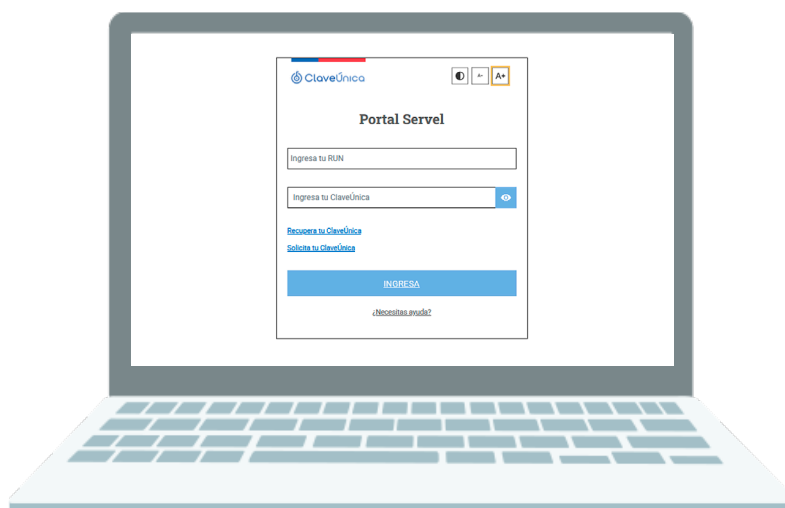 ClaveÚnica
A- A+
Portal Servel
Ingresa tu RUN
Ingresa tu ClaveÚnica
Recupera tu ClaveÚnica
Solicita tu ClaveÚnica
INGRESA
¿Necesitas ayuda?